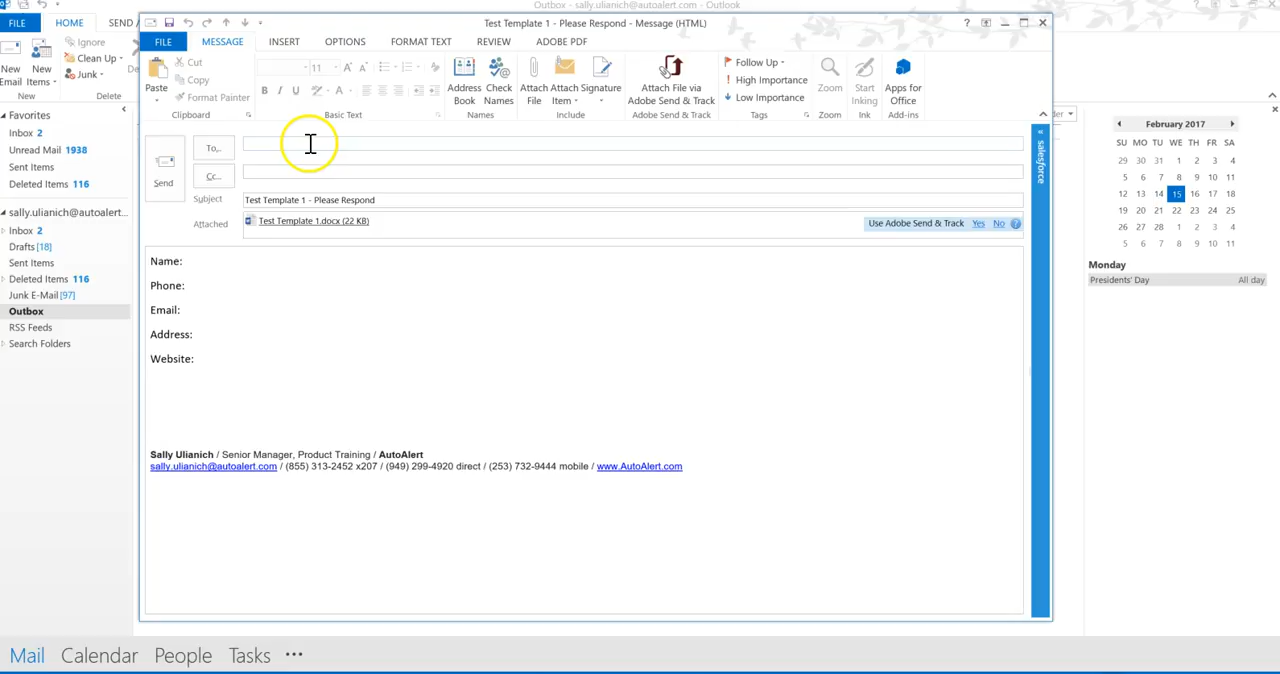 Outbox - sally.ulianich@autoalert.com - Outlook
FILE
HOME
SEND /
New Email
New Items
New
Ignore
Clean Up
Junk
De
Delete
Test Template 1 - Please Respond - Message (HTML)
FILE
MESSAGE
INSERT
OPTIONS
FORMAT TEXT
REVIEW
ADOBE PDF
Paste
Cut
Copy
Format Painter
Clipboard
11
B I U
Basic Text
Address Book
Check Names
Names
Attach File
Attach Item
Signature
Include
Attach File via Adobe Send & Track
Adobe Send & Track
Follow Up
High Importance
Low Importance
Tags
Zoom
Zoom
Start Inking
Ink
Apps for Office
Add-ins
Favorites
Inbox 2
Unread Mail 1938
Sent Items
Deleted Items 116
sally.ulianich@autoalert...
Inbox 2
Drafts [18]
Sent Items
Deleted Items 116
Junk E-Mail [97]
Outbox
RSS Feeds
Search Folders
Send
To...
Cc...
Subject
Test Template 1 - Please Respond
Attached
Test Template 1.docx (22 KB)
Use Adobe Send & Track Yes No
Name:
Phone:
Email:
Address:
Website:
Sally Ulianich / Senior Manager, Product Training / AutoAlert
sally.ulianich@autoalert.com / (855) 313-2452 x207 / (949) 299-4920 direct / (253) 732-9444 mobile / www.AutoAlert.com
salesforce
der
February 2017
SU MO TU WE TH FR SA
29 30 31 1 2 3 4
5 6 7 8 9 10 11
12 13 14 15 16 17 18
19 20 21 22 23 24 25
26 27 28 1 2 3 4
5 6 7 8 9 10 11
Monday
Presidents' Day All day
Mail Calendar People Tasks ...